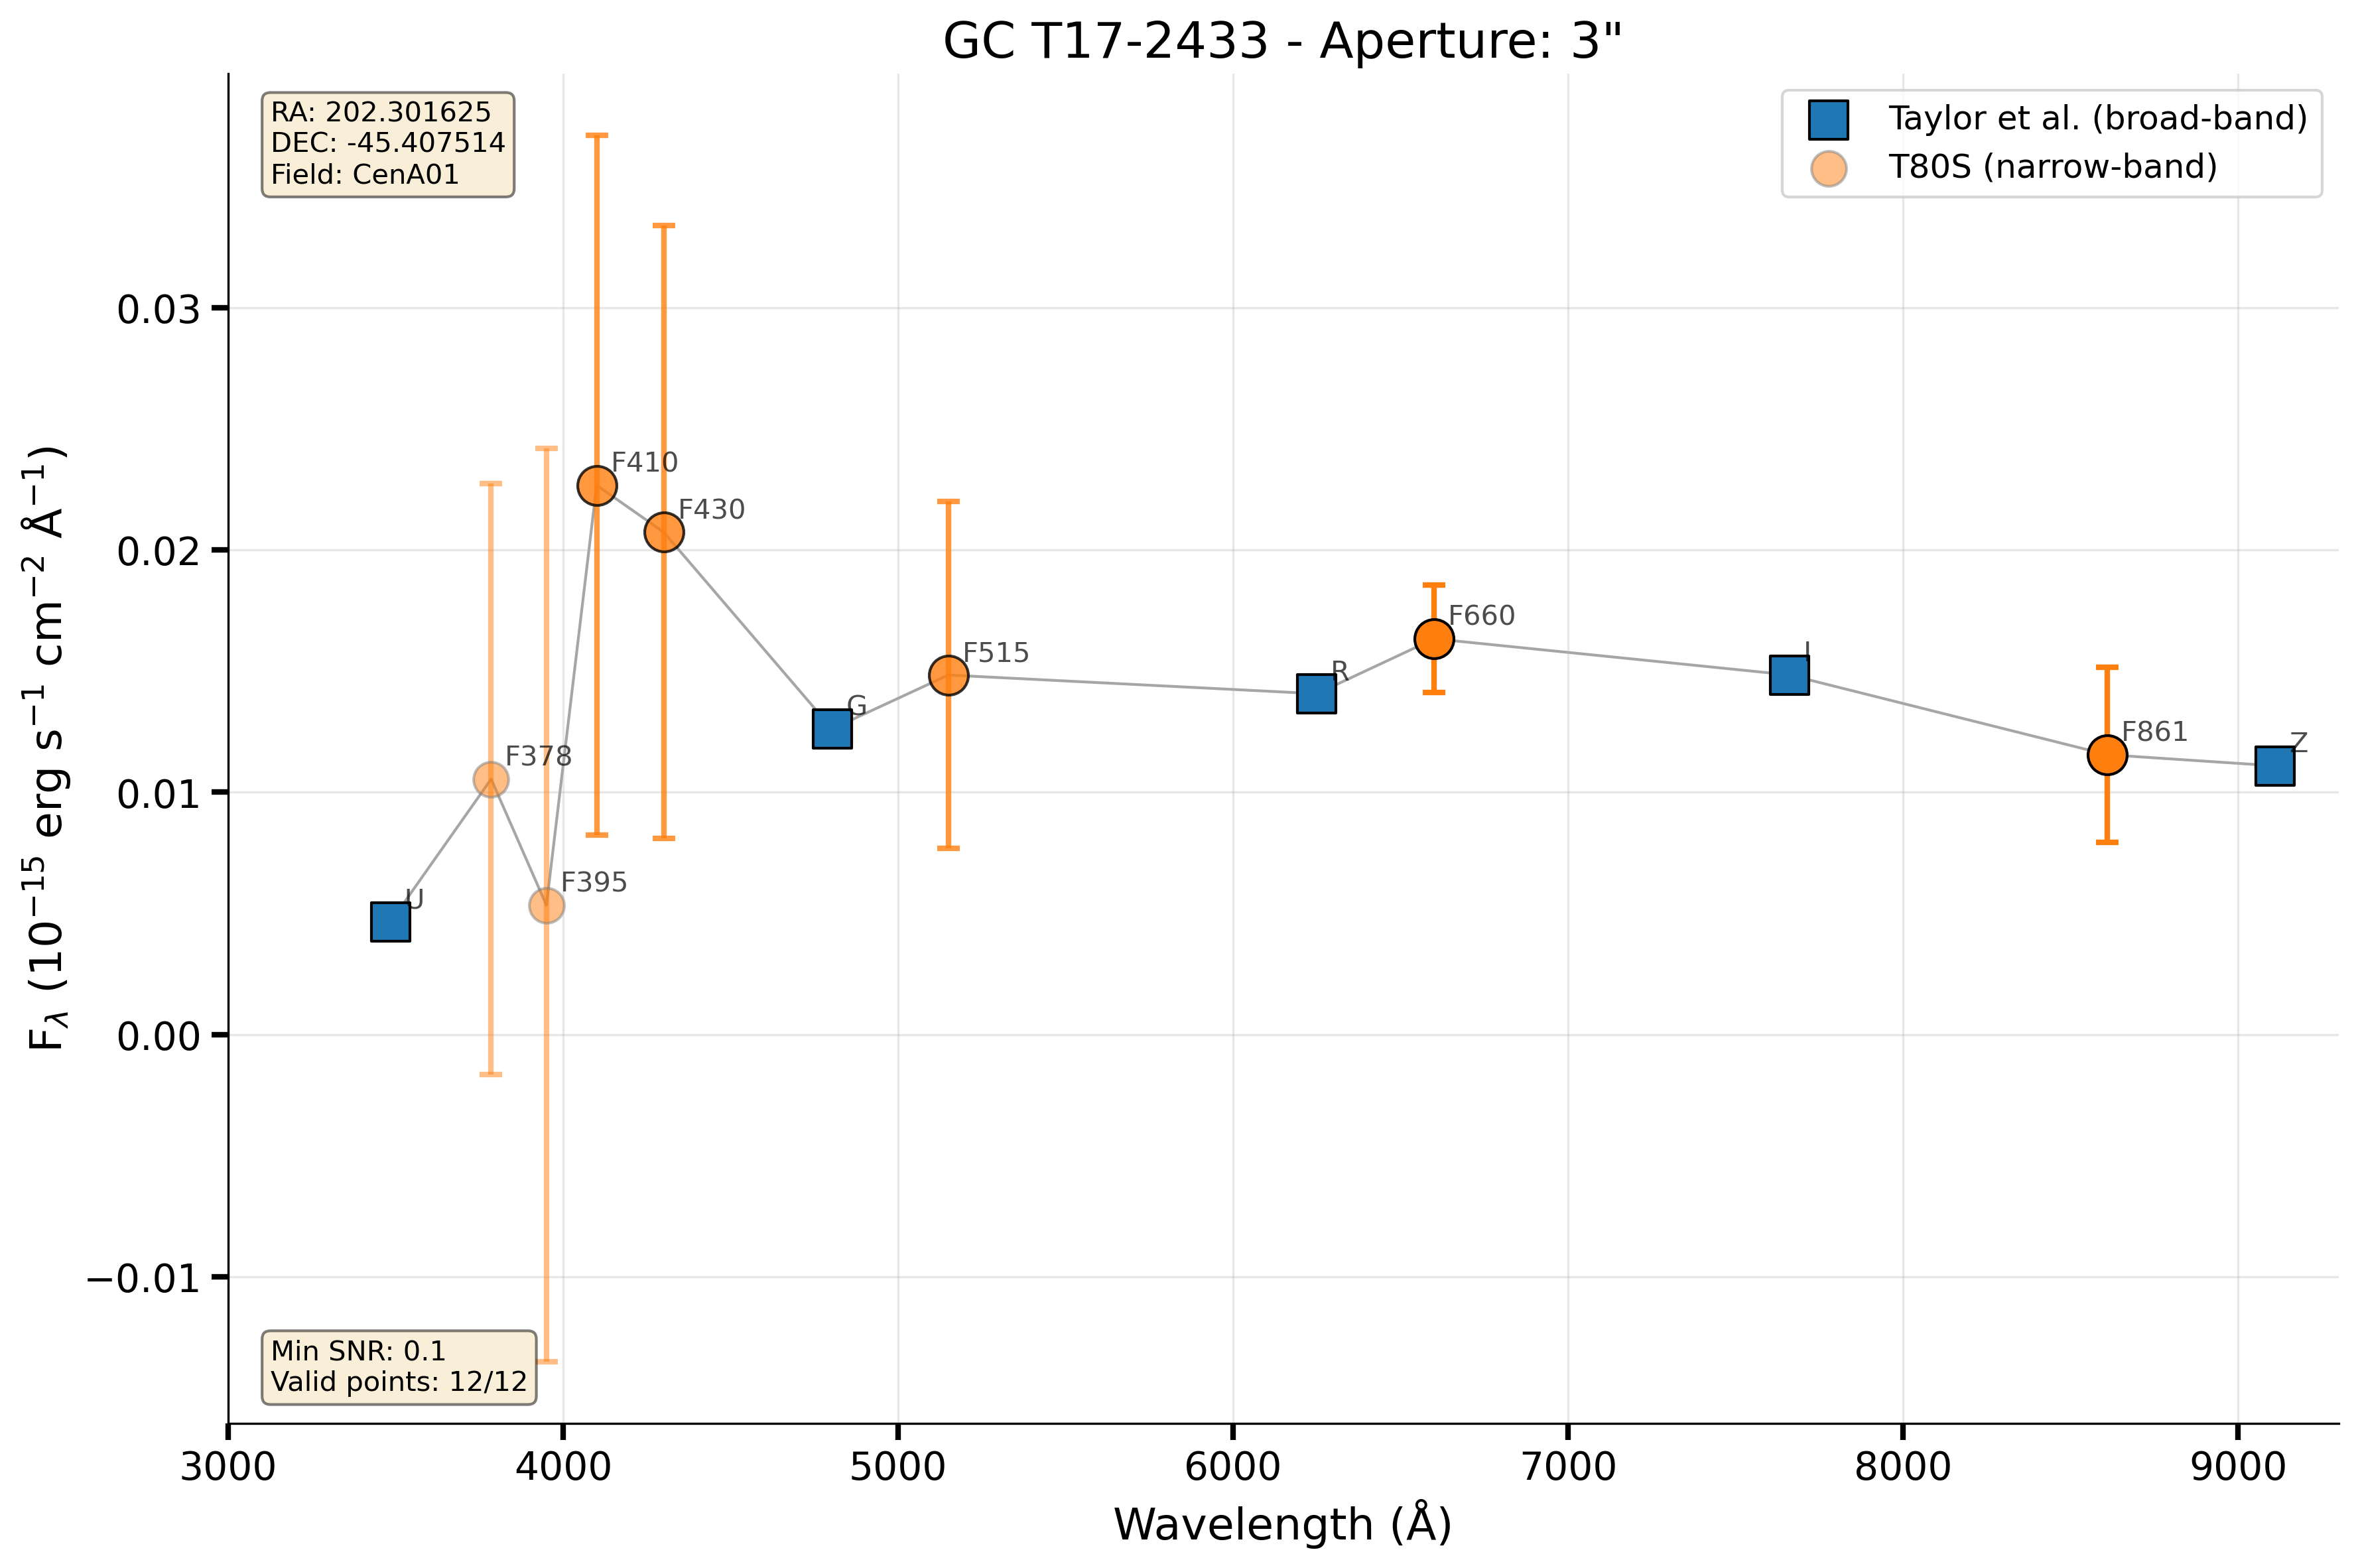 GC T17-2433 - Aperture: 3"
RA: 202.301625
DEC: -45.407514
Field: CenA01
Taylor et al. (broad-band)
T80S (narrow-band)
F410
F430
F515
F660
R
I
G
F378
F395
U
F861
Z
Min SNR: 0.1
Valid points: 12/12
0.03
0.02
0.01
0.00
−0.01
F_λ (10⁻¹⁵ erg s⁻¹ cm⁻² Å⁻¹)
3000 4000 5000 6000 7000 8000 9000
Wavelength (Å)